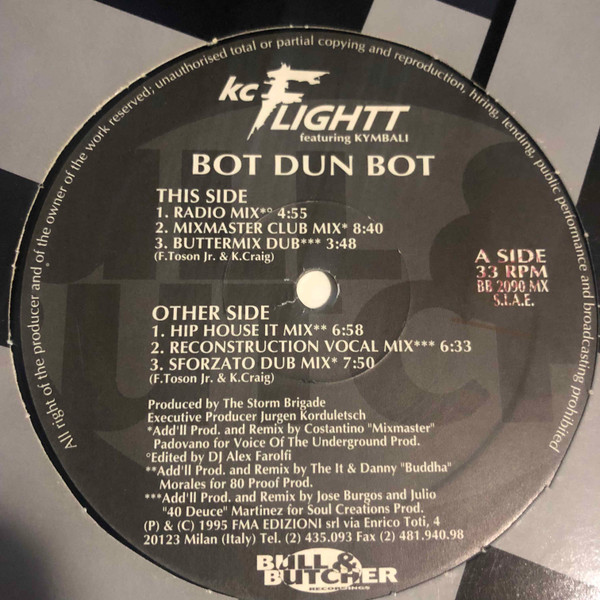 All right of the producer and of the owner of the work reserved; unauthorised total or partial copying and reproduction, hiring, lending, public performance and broadcasting prohibited
KC FLIGHTT
featuring KYMBALI
BOT DUN BOT
THIS SIDE
1. RADIO MIX*° 4:55
2. MIXMASTER CLUB MIX* 8:40
3. BUTTERMIX DUB*** 3:48
(F.Toson Jr. & K.Craig)
A SIDE
33 RPM
BB 2090 MX
S.I.A.E.
OTHER SIDE
1. HIP HOUSE IT MIX** 6:58
2. RECONSTRUCTION VOCAL MIX*** 6:33
3. SFORZATO DUB MIX* 7:50
(F.Toson Jr. & K.Craig)
Produced by The Storm Brigade
Executive Producer Jurgen Korduletsch
*Add'll Prod. and Remix by Costantino "Mixmaster"
Padovano for Voice Of The Underground Prod.
°Edited by DJ Alex Farolfi
**Add'll Prod. and Remix by The It & Danny "Buddha"
Morales for 80 Proof Prod.
***Add'll Prod. and Remix by Jose Burgos and Julio
"40 Deuce" Martinez for Soul Creations Prod.
(P) & (C) 1995 FMA EDIZIONI srl via Enrico Toti, 4
20123 Milan (Italy) Tel. (2) 435.093 Fax (2) 481.940.98
BULL &
BUTCHER
RECORDINGS